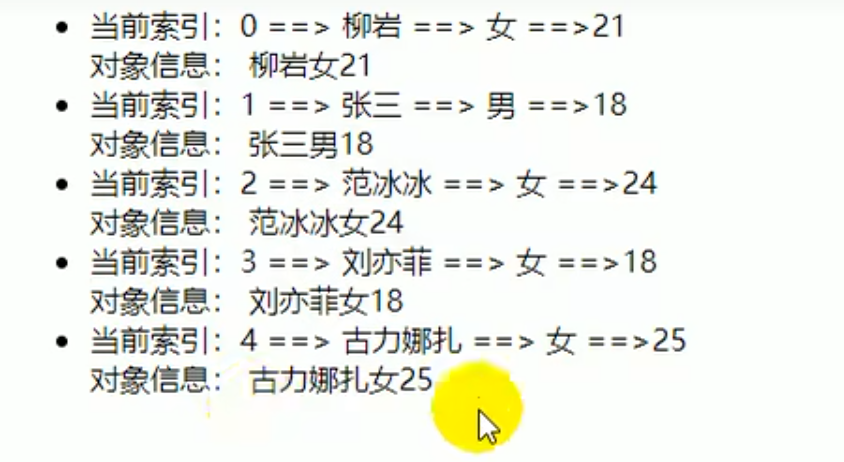 当前索引：0 ==> 柳岩 ==> 女 ==>21
对象信息： 柳岩女21
当前索引：1 ==> 张三 ==> 男 ==>18
对象信息： 张三男18
当前索引：2 ==> 范冰冰 ==> 女 ==>24
对象信息： 范冰冰女24
当前索引：3 ==> 刘亦菲 ==> 女 ==>18
对象信息： 刘亦菲女18
当前索引：4 ==> 古力娜扎 ==> 女 ==>25
对象信息： 古力娜扎女25